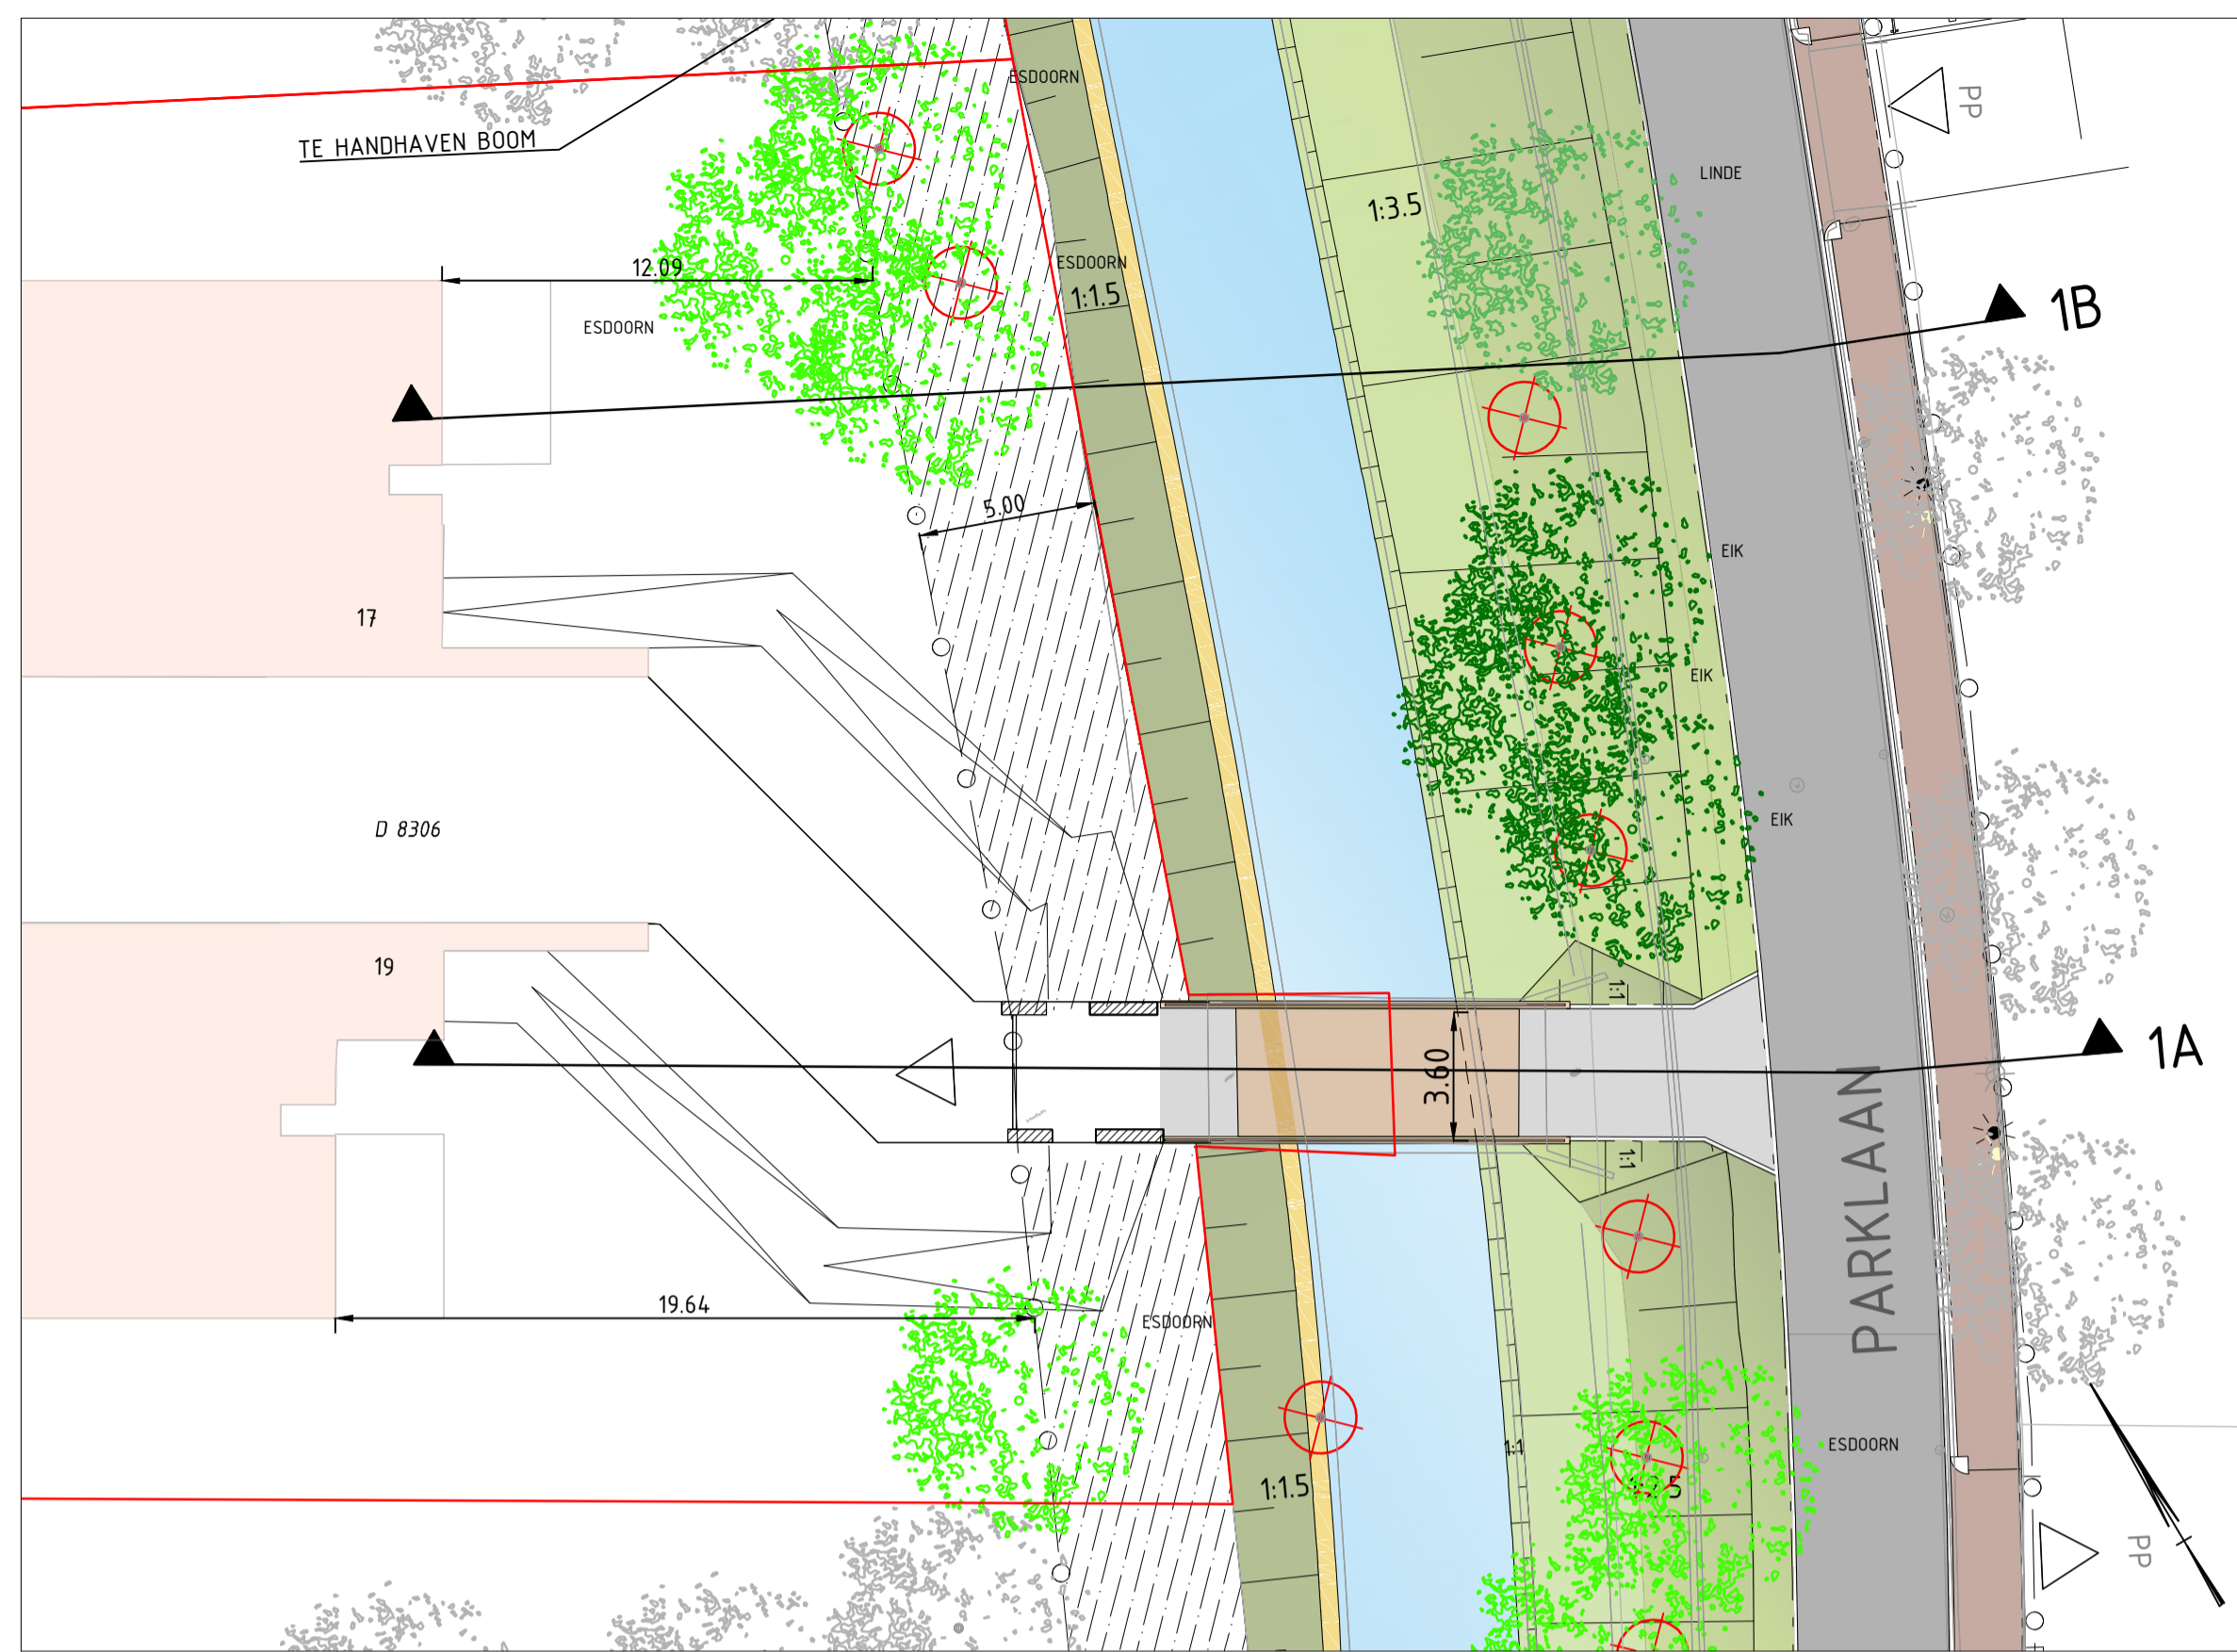 ESDOORN
PP
TE HANDHAVEN BOOM
LINDE
1:3.5
ESDOORN
12.09
1:1.5
1B
ESDOORN
5.00
EIK
17
EIK
EIK
D 8306
19
1:1
1A
3.60
PARKLAAN
1:1
19.64
ESDOORN
ESDOORN
1:1
1:1.5
PP